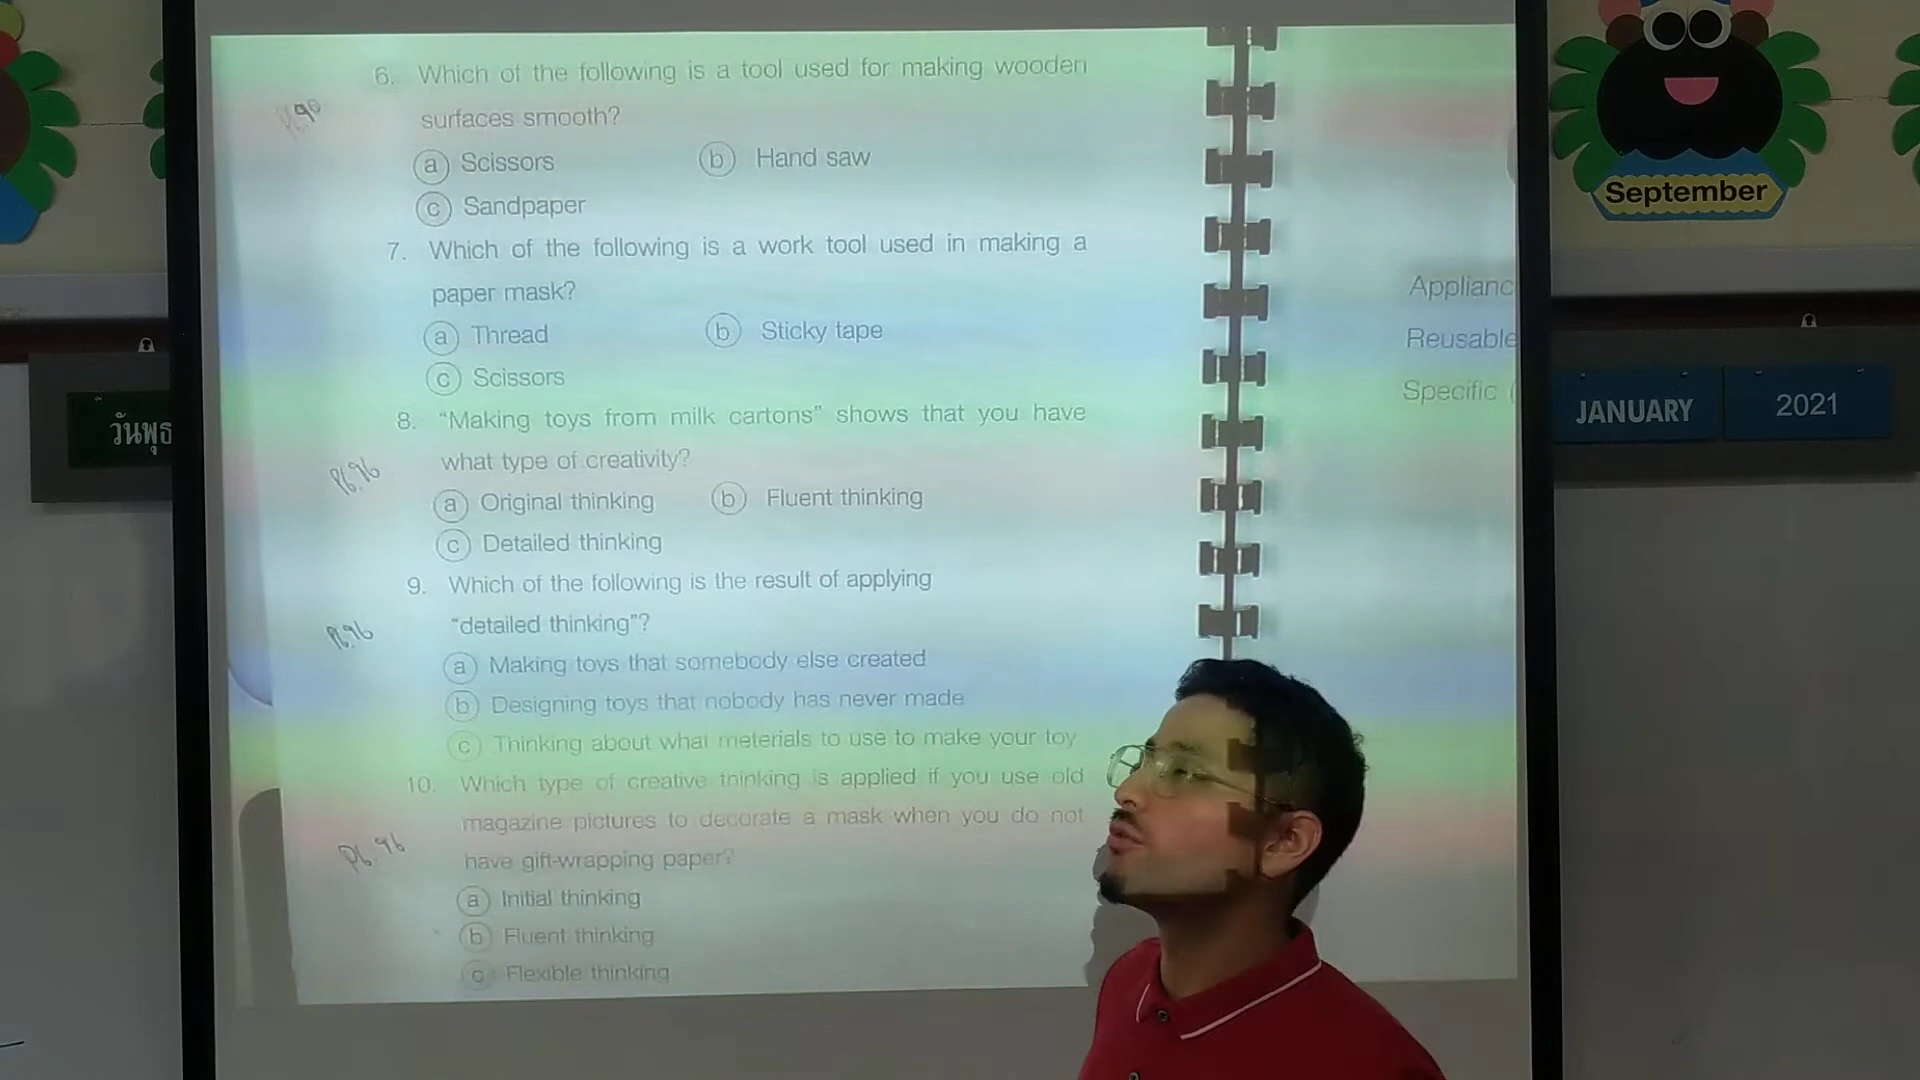 6. Which of the following is a tool used for making wooden
surfaces smooth?
a Scissors b Hand saw
c Sandpaper
7. Which of the following is a work tool used in making a
paper mask?
a Thread b Sticky tape
c Scissors
8. “Making toys from milk cartons” shows that you have
what type of creativity?
a Original thinking b Fluent thinking
c Detailed thinking
9. Which of the following is the result of applying
“detailed thinking”?
a Making toys that somebody else created
b Designing toys that nobody has never made
c Thinking about what meterials to use to make your toy
10. Which type of creative thinking is applied if you use old
magazine pictures to decorate a mask when you do not
have gift-wrapping paper?
a Initial thinking
b Fluent thinking
c Flexible thinking
P6.96
P6.96
P6.96
Applianc
Reusable
Specific (
September
JANUARY 2021
วันพุธ